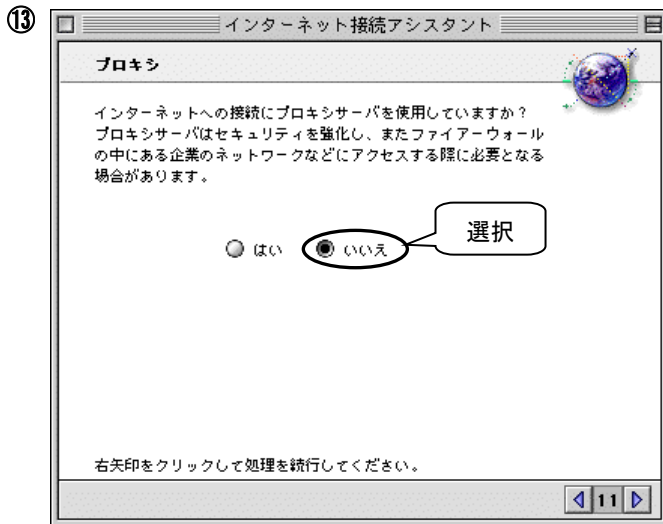 ⑬
インターネット接続アシスタント
プロキシ
インターネットへの接続にプロキシサーバを使用していますか？
プロキシサーバはセキュリティを強化し、またファイアーウォール
の中にある企業のネットワークなどにアクセスする際に必要となる
場合があります。
はい いいえ 選択
右矢印をクリックして処理を続行してください。
11